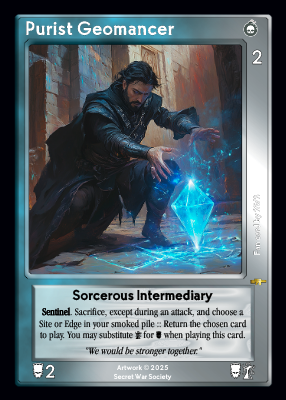 Purist Geomancer
2
Sorcerous Intermediary
Sentinel. Sacrifice, except during an attack, and choose a
Site or Edge in your smoked pile :: Return the chosen card
to play. You may substitute for when playing this card.
"We would be stronger together."
2
Artwork © 2025
Secret War Society